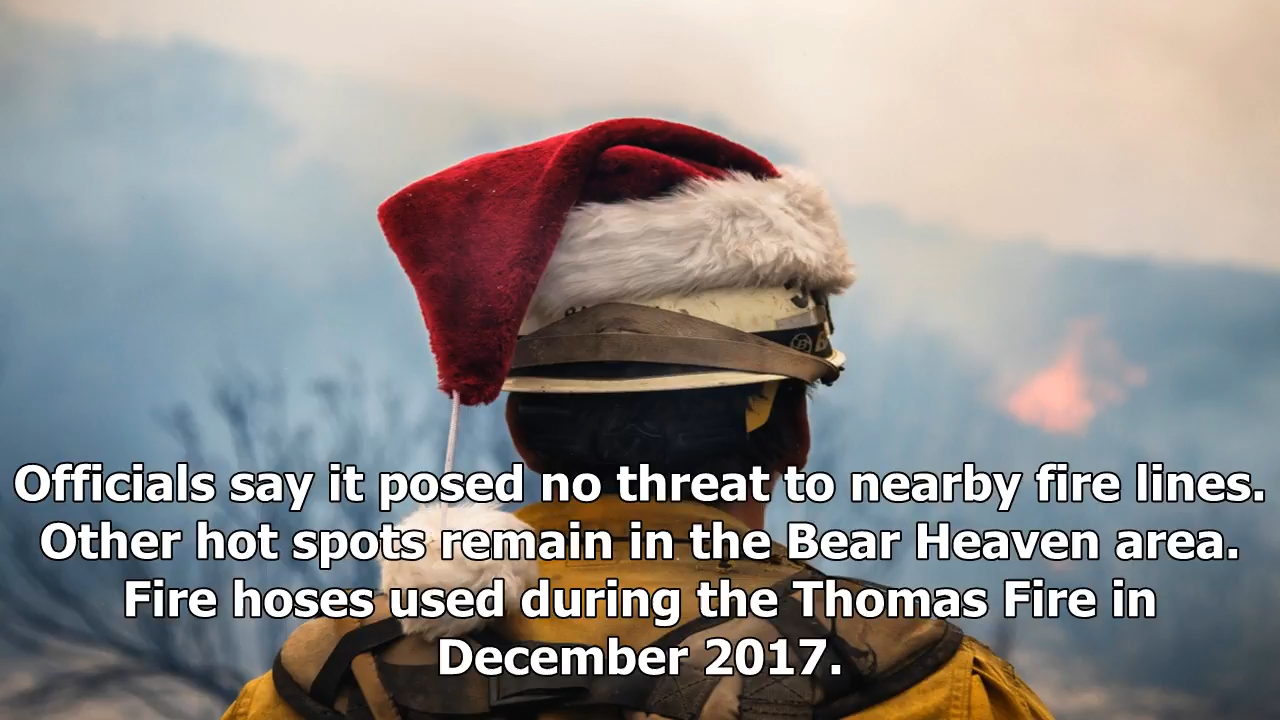 Officials say it posed no threat to nearby fire lines.
Other hot spots remain in the Bear Heaven area.
Fire hoses used during the Thomas Fire in
December 2017.